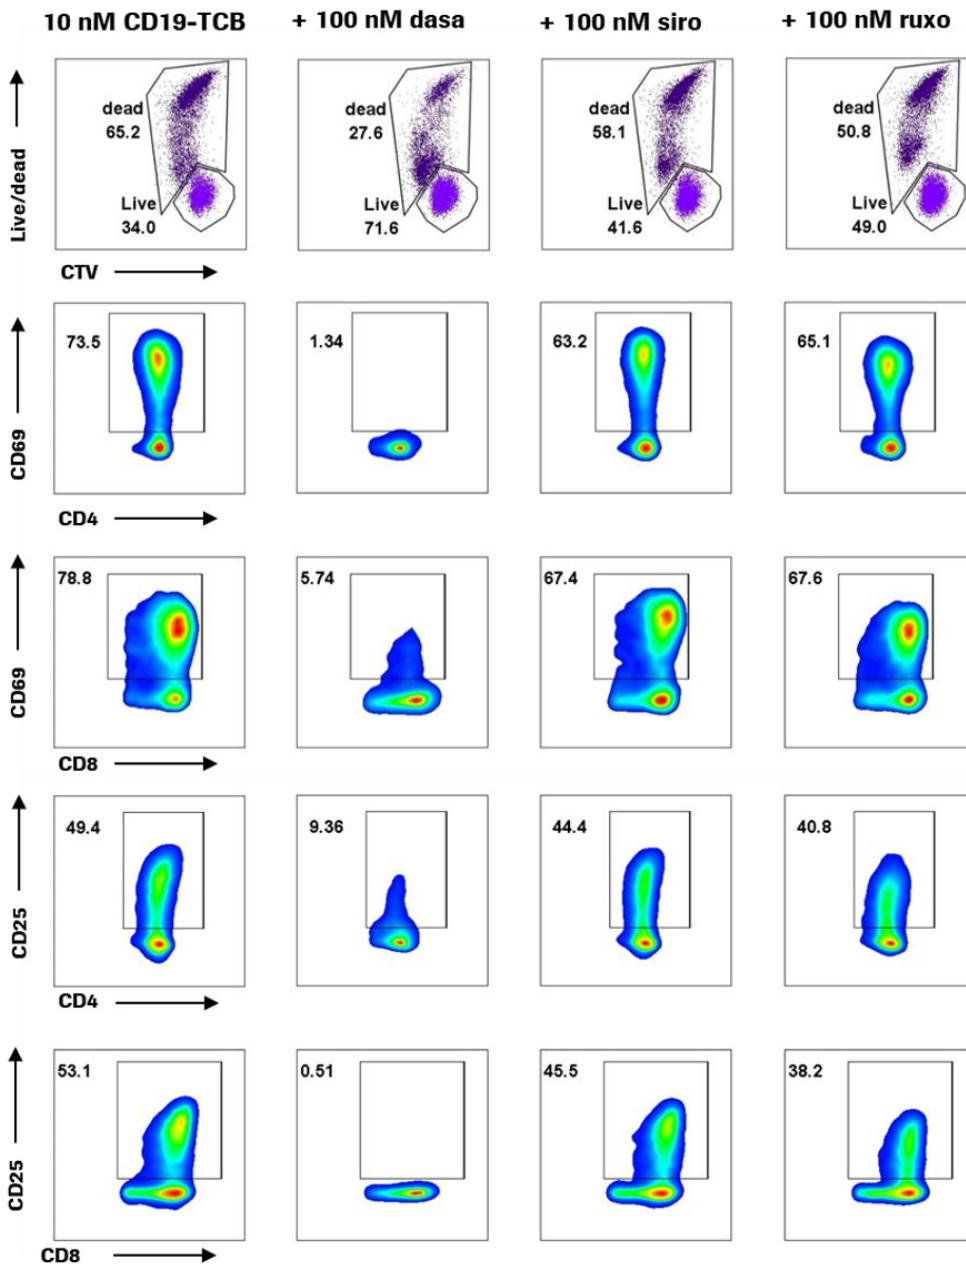 10 nM CD19-TCB + 100 nM dasa + 100 nM siro + 100 nM ruxo
Live/dead
dead 65.2 Live 34.0
dead 27.6 Live 71.6
dead 58.1 Live 41.6
dead 50.8 Live 49.0
CTV
CD69
73.5 1.34 63.2 65.1
CD4
CD69
78.8 5.74 67.4 67.6
CD8
CD25
49.4 9.36 44.4 40.8
CD4
CD25
53.1 0.51 45.5 38.2
CD8